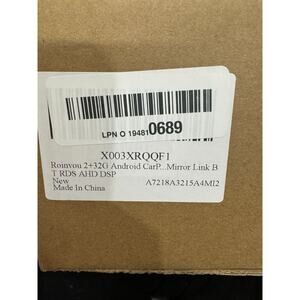 LPN O 19481 0689
X003XRQQF1
Roinvou 2+32G Android CarP...Mirror Link B
T RDS AHD DSP
New
Made In China
A7218A3215A4MI2